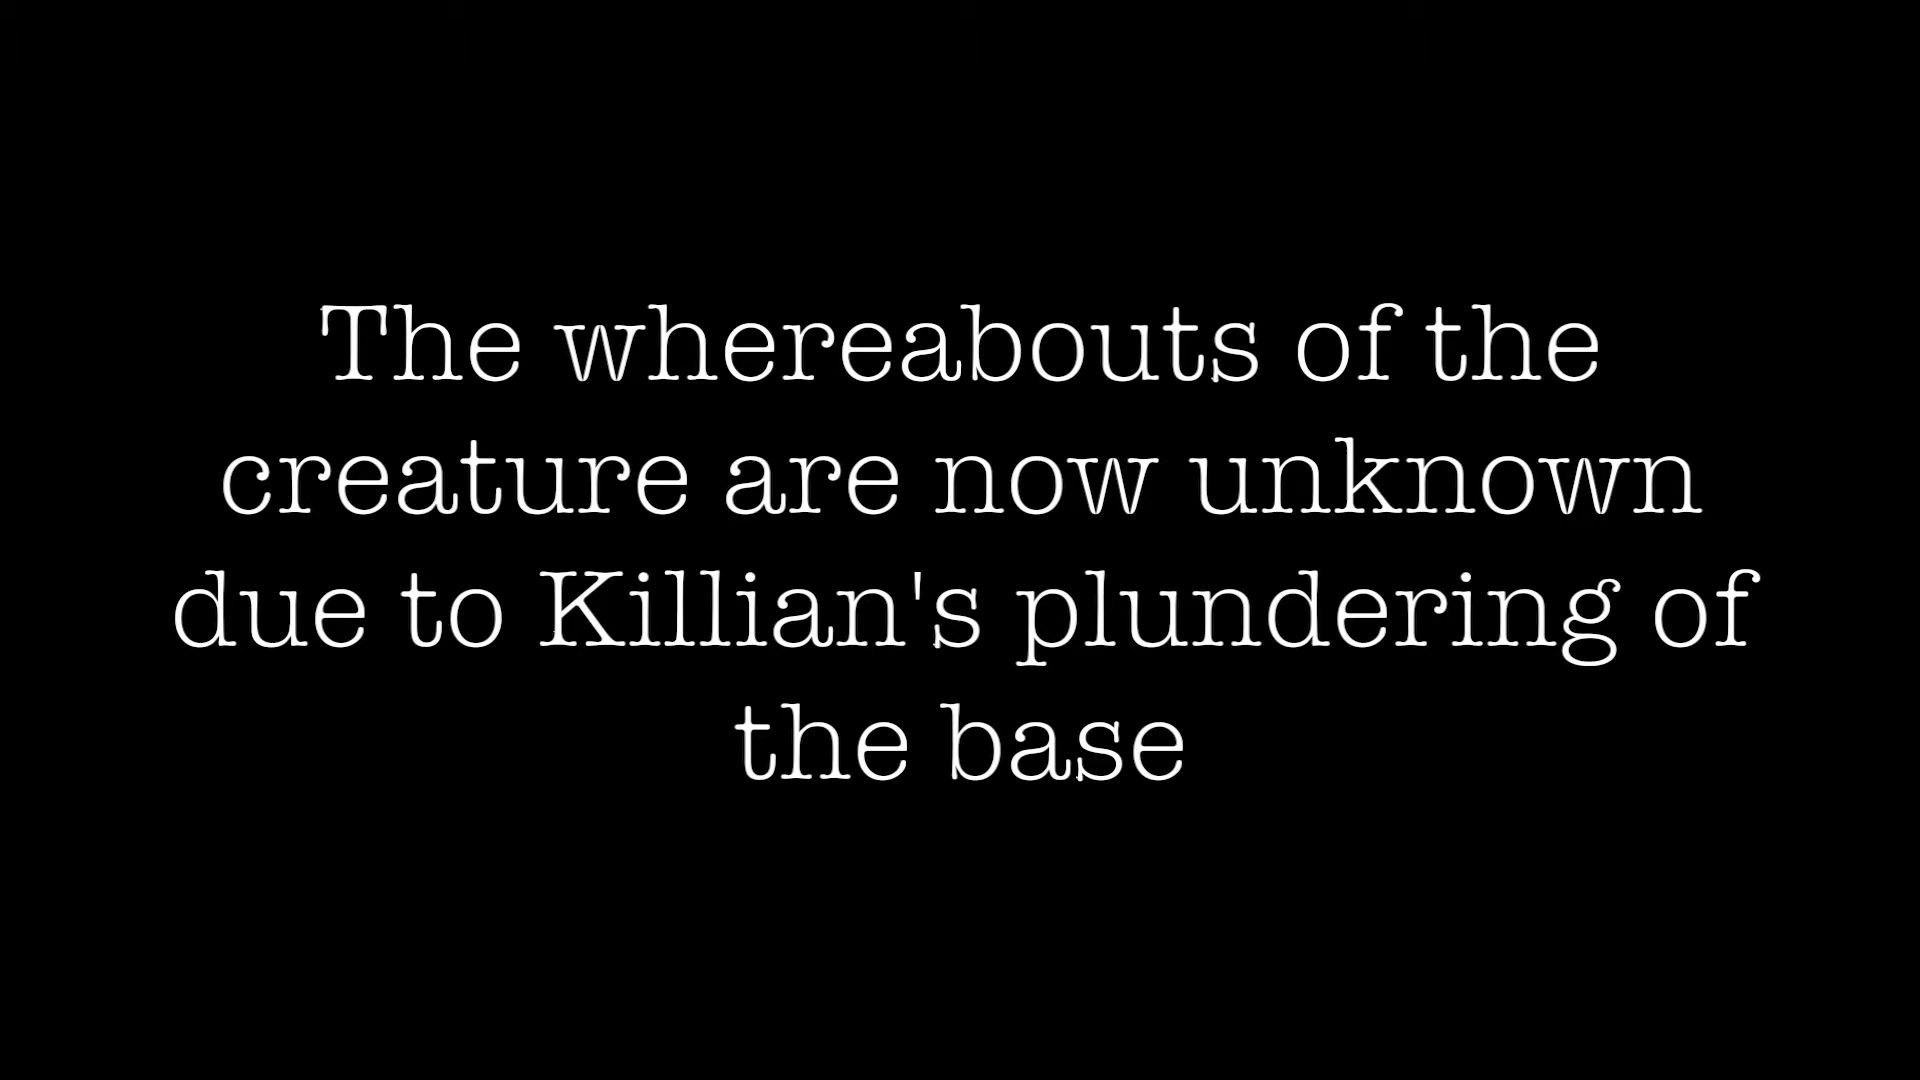 The whereabouts of the
creature are now unknown
due to Killian's plundering of
the base